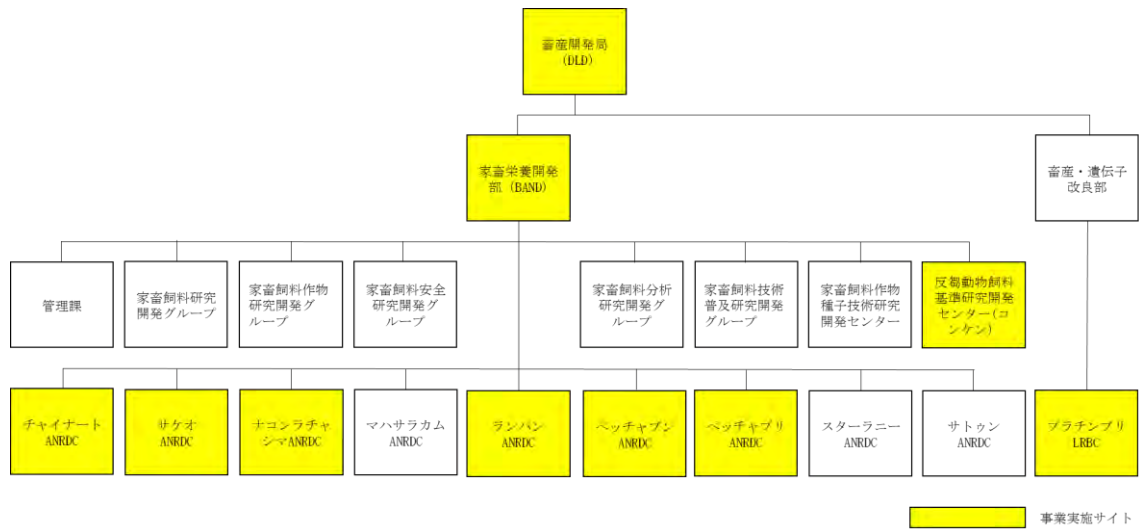 畜産開発局
(DLD)
家畜栄養開発
部 (BAND)
畜産・遺伝子
改良部
管理課
家畜飼料研究
開発グループ
家畜飼料作物
研究開発グ
ループ
家畜飼料安全
研究開発グ
ループ
家畜飼料分析
研究開発グ
ループ
家畜飼料技術
普及研究開発
グループ
家畜飼料作物
種子技術研究
開発センター
反芻動物飼料
基準研究開発
センター(コ
ンケン)
チャイナート
ANRDC
サケオ
ANRDC
ナコンラチャ
シマANRDC
マハサラカム
ANRDC
ランパン
ANRDC
ペッチャブン
ANRDC
ペッチャブリ
ANRDC
スターラニー
ANRDC
サトゥン
ANRDC
プラチンブリ
LRBC
事業実施サイト